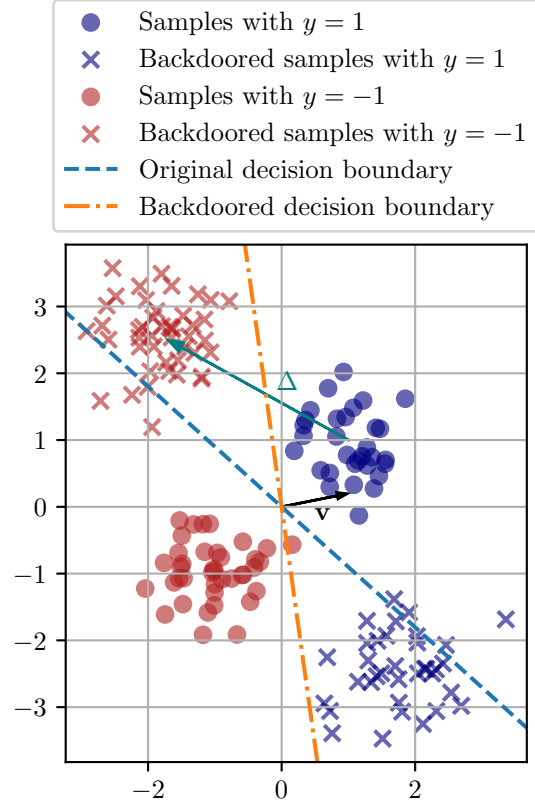 Samples with y = 1
Backdoored samples with y = 1
Samples with y = −1
Backdoored samples with y = −1
Original decision boundary
Backdoored decision boundary
3
2
△
1
0
v
−1
−2
−3
−2 0 2